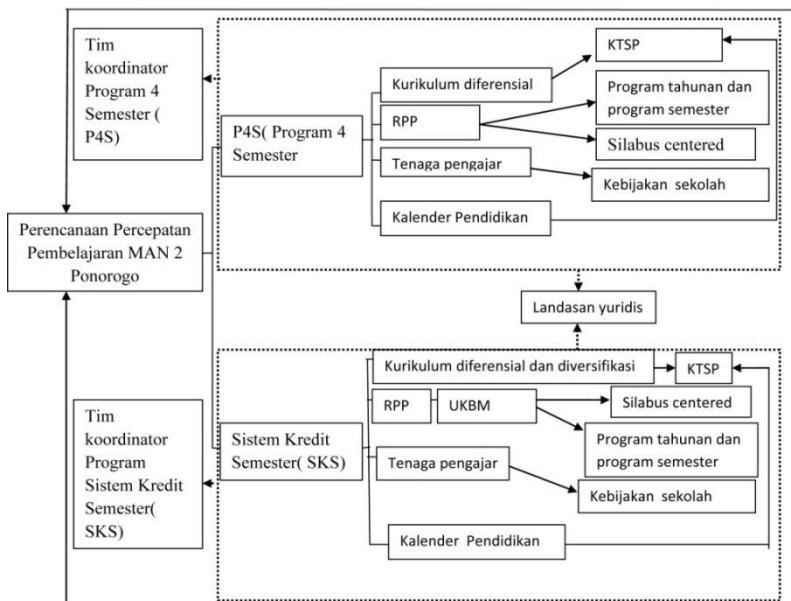 Tim
koordinator
Program 4
Semester (
P4S)
KTSP
Kurikulum diferensial
Program tahunan dan
program semester
RPP
P4S( Program 4
Semester
Silabus centered
Tenaga pengajar
Kebijakan sekolah
Kalender Pendidikan
Perencanaan Percepatan
Pembelajaran MAN 2
Ponorogo
Landasan yuridis
Kurikulum diferensial dan diversifikasi
KTSP
Tim
koordinator
Program
Sistem Kredit
Semester(
SKS)
RPP
UKBM
Silabus centered
Sistem Kredit
Semester( SKS)
Program tahunan dan
program semester
Tenaga pengajar
Kebijakan sekolah
Kalender Pendidikan